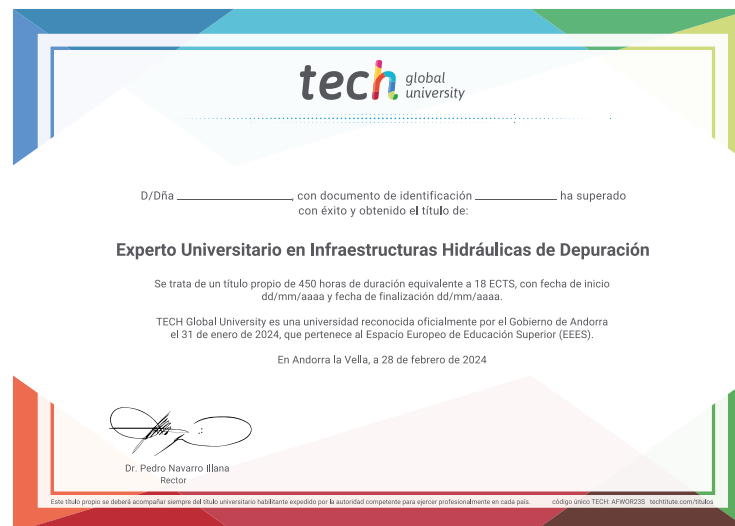 tech global university
D/Dña ____________, con documento de identificación ____________ ha superado
con éxito y obtenido el título de:
Experto Universitario en Infraestructuras Hidráulicas de Depuración
Se trata de un título propio de 450 horas de duración equivalente a 18 ECTS, con fecha de inicio
dd/mm/aaaa y fecha de finalización dd/mm/aaaa.
TECH Global University es una universidad reconocida oficialmente por el Gobierno de Andorra
el 31 de enero de 2024, que pertenece al Espacio Europeo de Educación Superior (EEES).
En Andorra la Vella, a 28 de febrero de 2024
Dr. Pedro Navarro Illana
Rector
Este título propio se deberá acompañar siempre del título universitario habilitante expedido por la autoridad competente para ejercer profesionalmente en cada país. código único TECH: AFWOR23S techtitute.com/titulos